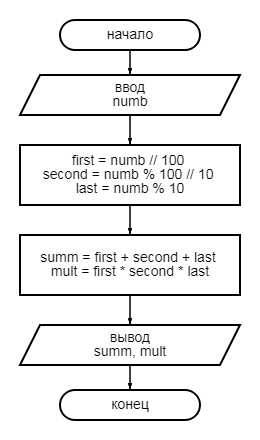 начало
ввод
numb
first = numb // 100
second = numb % 100 // 10
last = numb % 10
summ = first + second + last
mult = first * second * last
вывод
summ, mult
конец